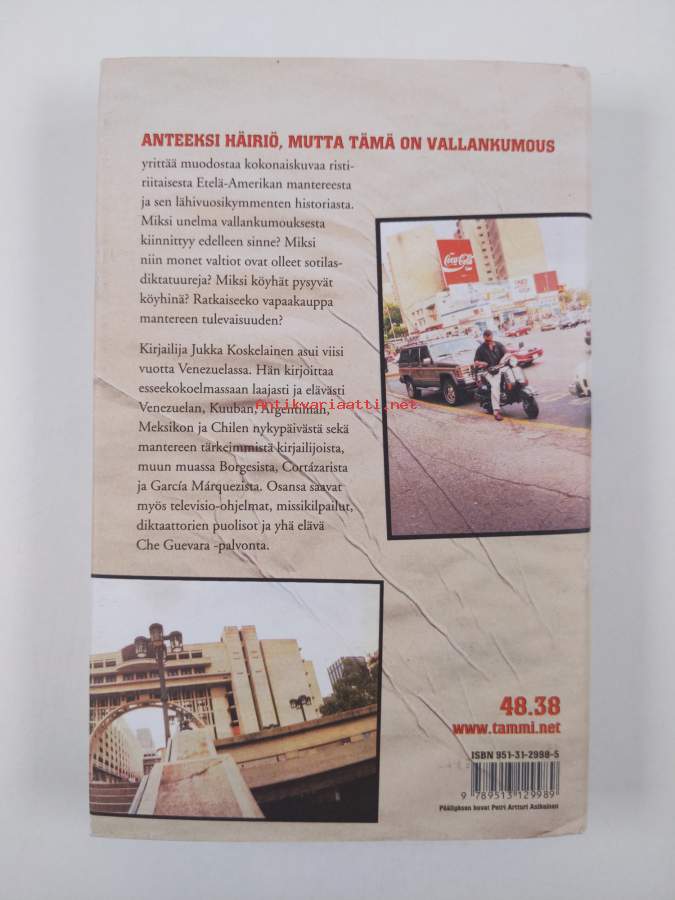 ANTEEKSI HÄIRIÖ, MUTTA TÄMÄ ON VALLANKUMOUS
yrittää muodostaa kokonaiskuvaa risti-
riitaisesta Etelä-Amerikan mantereesta
ja sen lähivuosikymmenten historiasta.
Miksi unelma vallankumouksesta
kiinnittyy edelleen sinne? Miksi
niin monet valtiot ovat olleet sotilas-
diktatuureja? Miksi köyhät pysyvät
köyhinä? Ratkaiseeko vapaakauppa
mantereen tulevaisuuden?
Kirjailija Jukka Koskelainen asui viisi
vuotta Venezuelassa. Hän kirjoittaa
esseekokoelmassaan laajasti ja elävästi
Venezuelan, Kuuban, Argentiinan,
Meksikon ja Chilen nykypäivästä sekä
mantereen tärkeimmistä kirjailijoista,
muun muassa Borgesista, Cortázarista
ja García Márquezista. Osansa saavat
myös televisio-ohjelmat, missikilpailut,
diktaattorien puolisot ja yhä elävä
Che Guevara -palvonta.
Antikvariaatti.net
Coca-Cola
48.38
www.tammi.net
ISBN 951-31-2998-5
9 789513 129989
Päällyksen kuvat Petri Artturi Asikainen